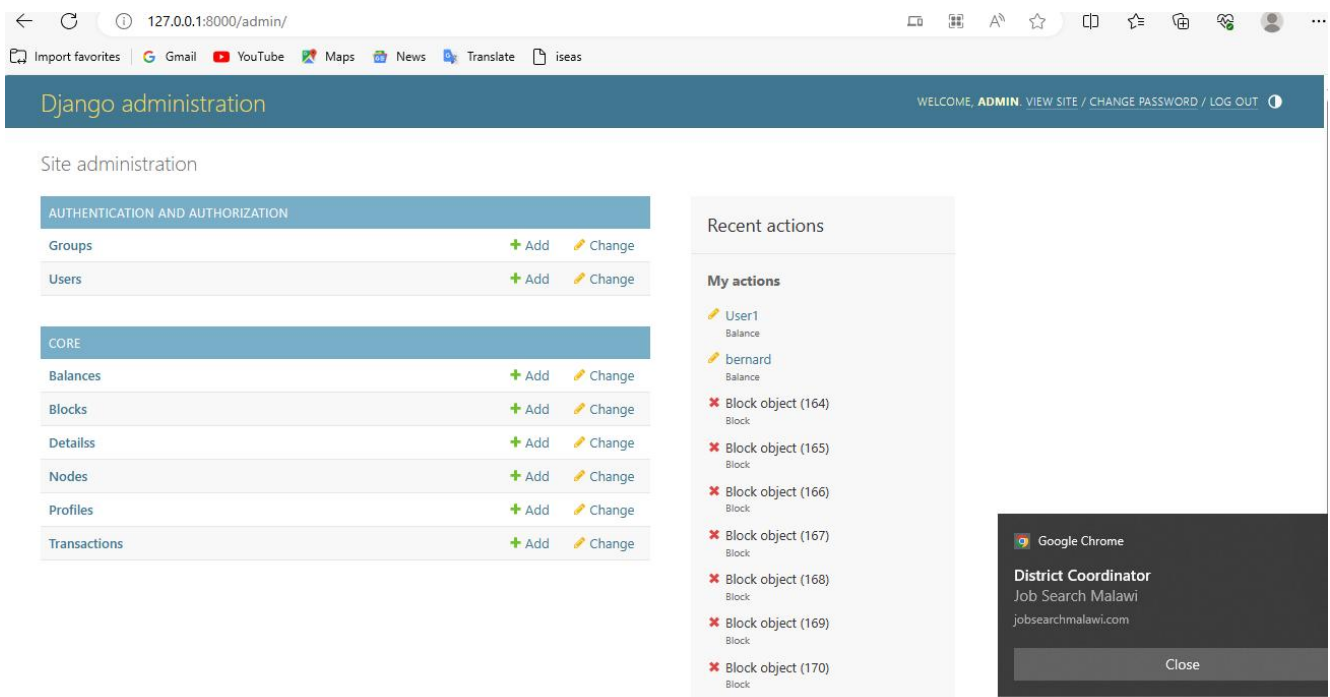 127.0.0.1:8000/admin/
Import favorites Gmail YouTube Maps News Translate iseas
Django administration
WELCOME, ADMIN. VIEW SITE / CHANGE PASSWORD / LOG OUT
Site administration
AUTHENTICATION AND AUTHORIZATION
Groups + Add Change
Users + Add Change
CORE
Balances + Add Change
Blocks + Add Change
Detailss + Add Change
Nodes + Add Change
Profiles + Add Change
Transactions + Add Change
Recent actions
My actions
User1
Balance
bernard
Balance
Block object (164)
Block
Block object (165)
Block
Block object (166)
Block
Block object (167)
Block
Block object (168)
Block
Block object (169)
Block
Block object (170)
Block
Google Chrome
District Coordinator
Job Search Malawi
jobsearchmalawi.com
Close